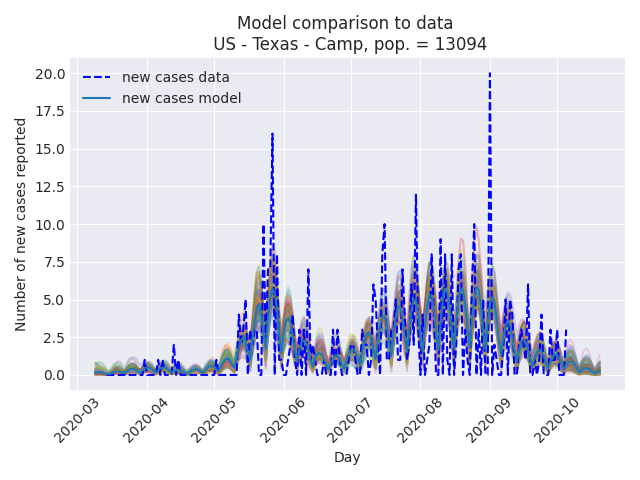 Model comparison to data
US - Texas - Camp, pop. = 13094
new cases data
new cases model
Number of new cases reported
20.0
17.5
15.0
12.5
10.0
7.5
5.0
2.5
0.0
2020-03
2020-04
2020-05
2020-06
2020-07
2020-08
2020-09
2020-10
Day